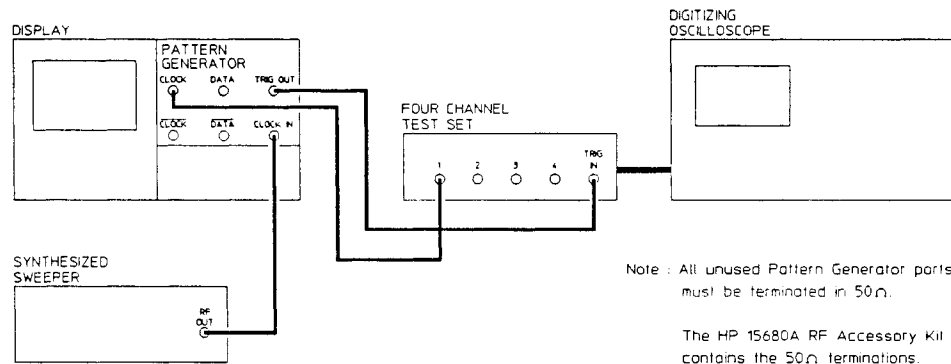 DISPLAY
PATTERN
GENERATOR
CLOCK DATA TRIG OUT
C̅L̅O̅C̅K̅ D̅A̅T̅A̅ CLOCK IN
SYNTHESIZED
SWEEPER
RF
OUT
FOUR CHANNEL
TEST SET
1 2 3 4 TRIG
IN
DIGITIZING
OSCILLOSCOPE
Note : All unused Pattern Generator ports
must be terminated in 50Ω.
The HP 15680A RF Accessory Kit
contains the 50Ω terminations.